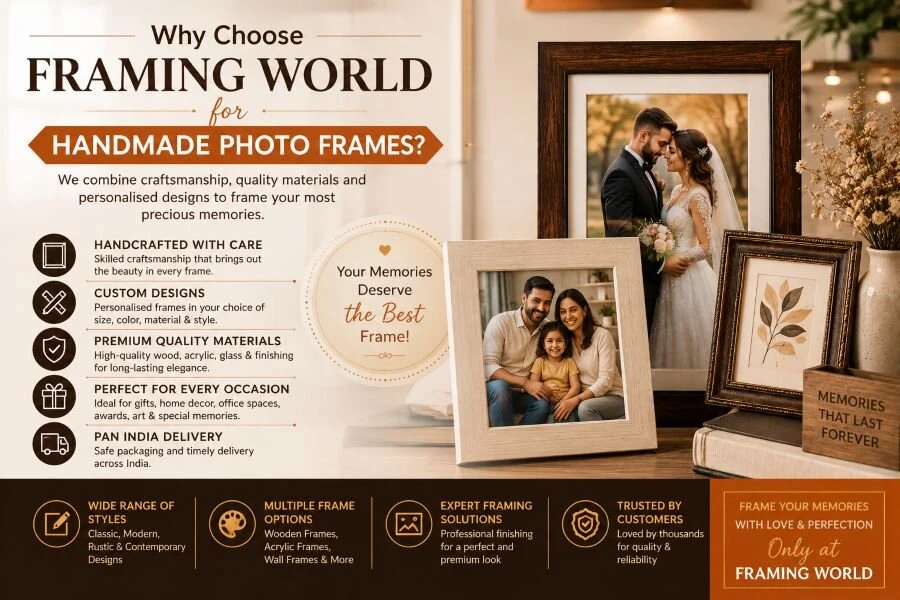 Why Choose
FRAMING WORLD
for
HANDMADE PHOTO FRAMES?
We combine craftsmanship, quality materials and
personalised designs to frame your most
precious memories.
HANDCRAFTED WITH CARE
Skilled craftsmanship that brings out
the beauty in every frame.
CUSTOM DESIGNS
Personalised frames in your choice of
size, color, material & style.
PREMIUM QUALITY MATERIALS
High-quality wood, acrylic, glass & finishing
for long-lasting elegance.
PERFECT FOR EVERY OCCASION
Ideal for gifts, home decor, office spaces,
awards, art & special memories.
PAN INDIA DELIVERY
Safe packaging and timely delivery
across India.
Your Memories
Deserve
the Best
Frame!
MEMORIES
THAT LAST
FOREVER
WIDE RANGE OF
STYLES
Classic, Modern,
Rustic & Contemporary
Designs
MULTIPLE FRAME
OPTIONS
Wooden Frames,
Acrylic Frames,
Wall Frames & More
EXPERT FRAMING
SOLUTIONS
Professional finishing
for a perfect and
premium look
TRUSTED BY
CUSTOMERS
Loved by thousands
for quality &
reliability
FRAME YOUR MEMORIES
WITH LOVE & PERFECTION
Only at
FRAMING WORLD